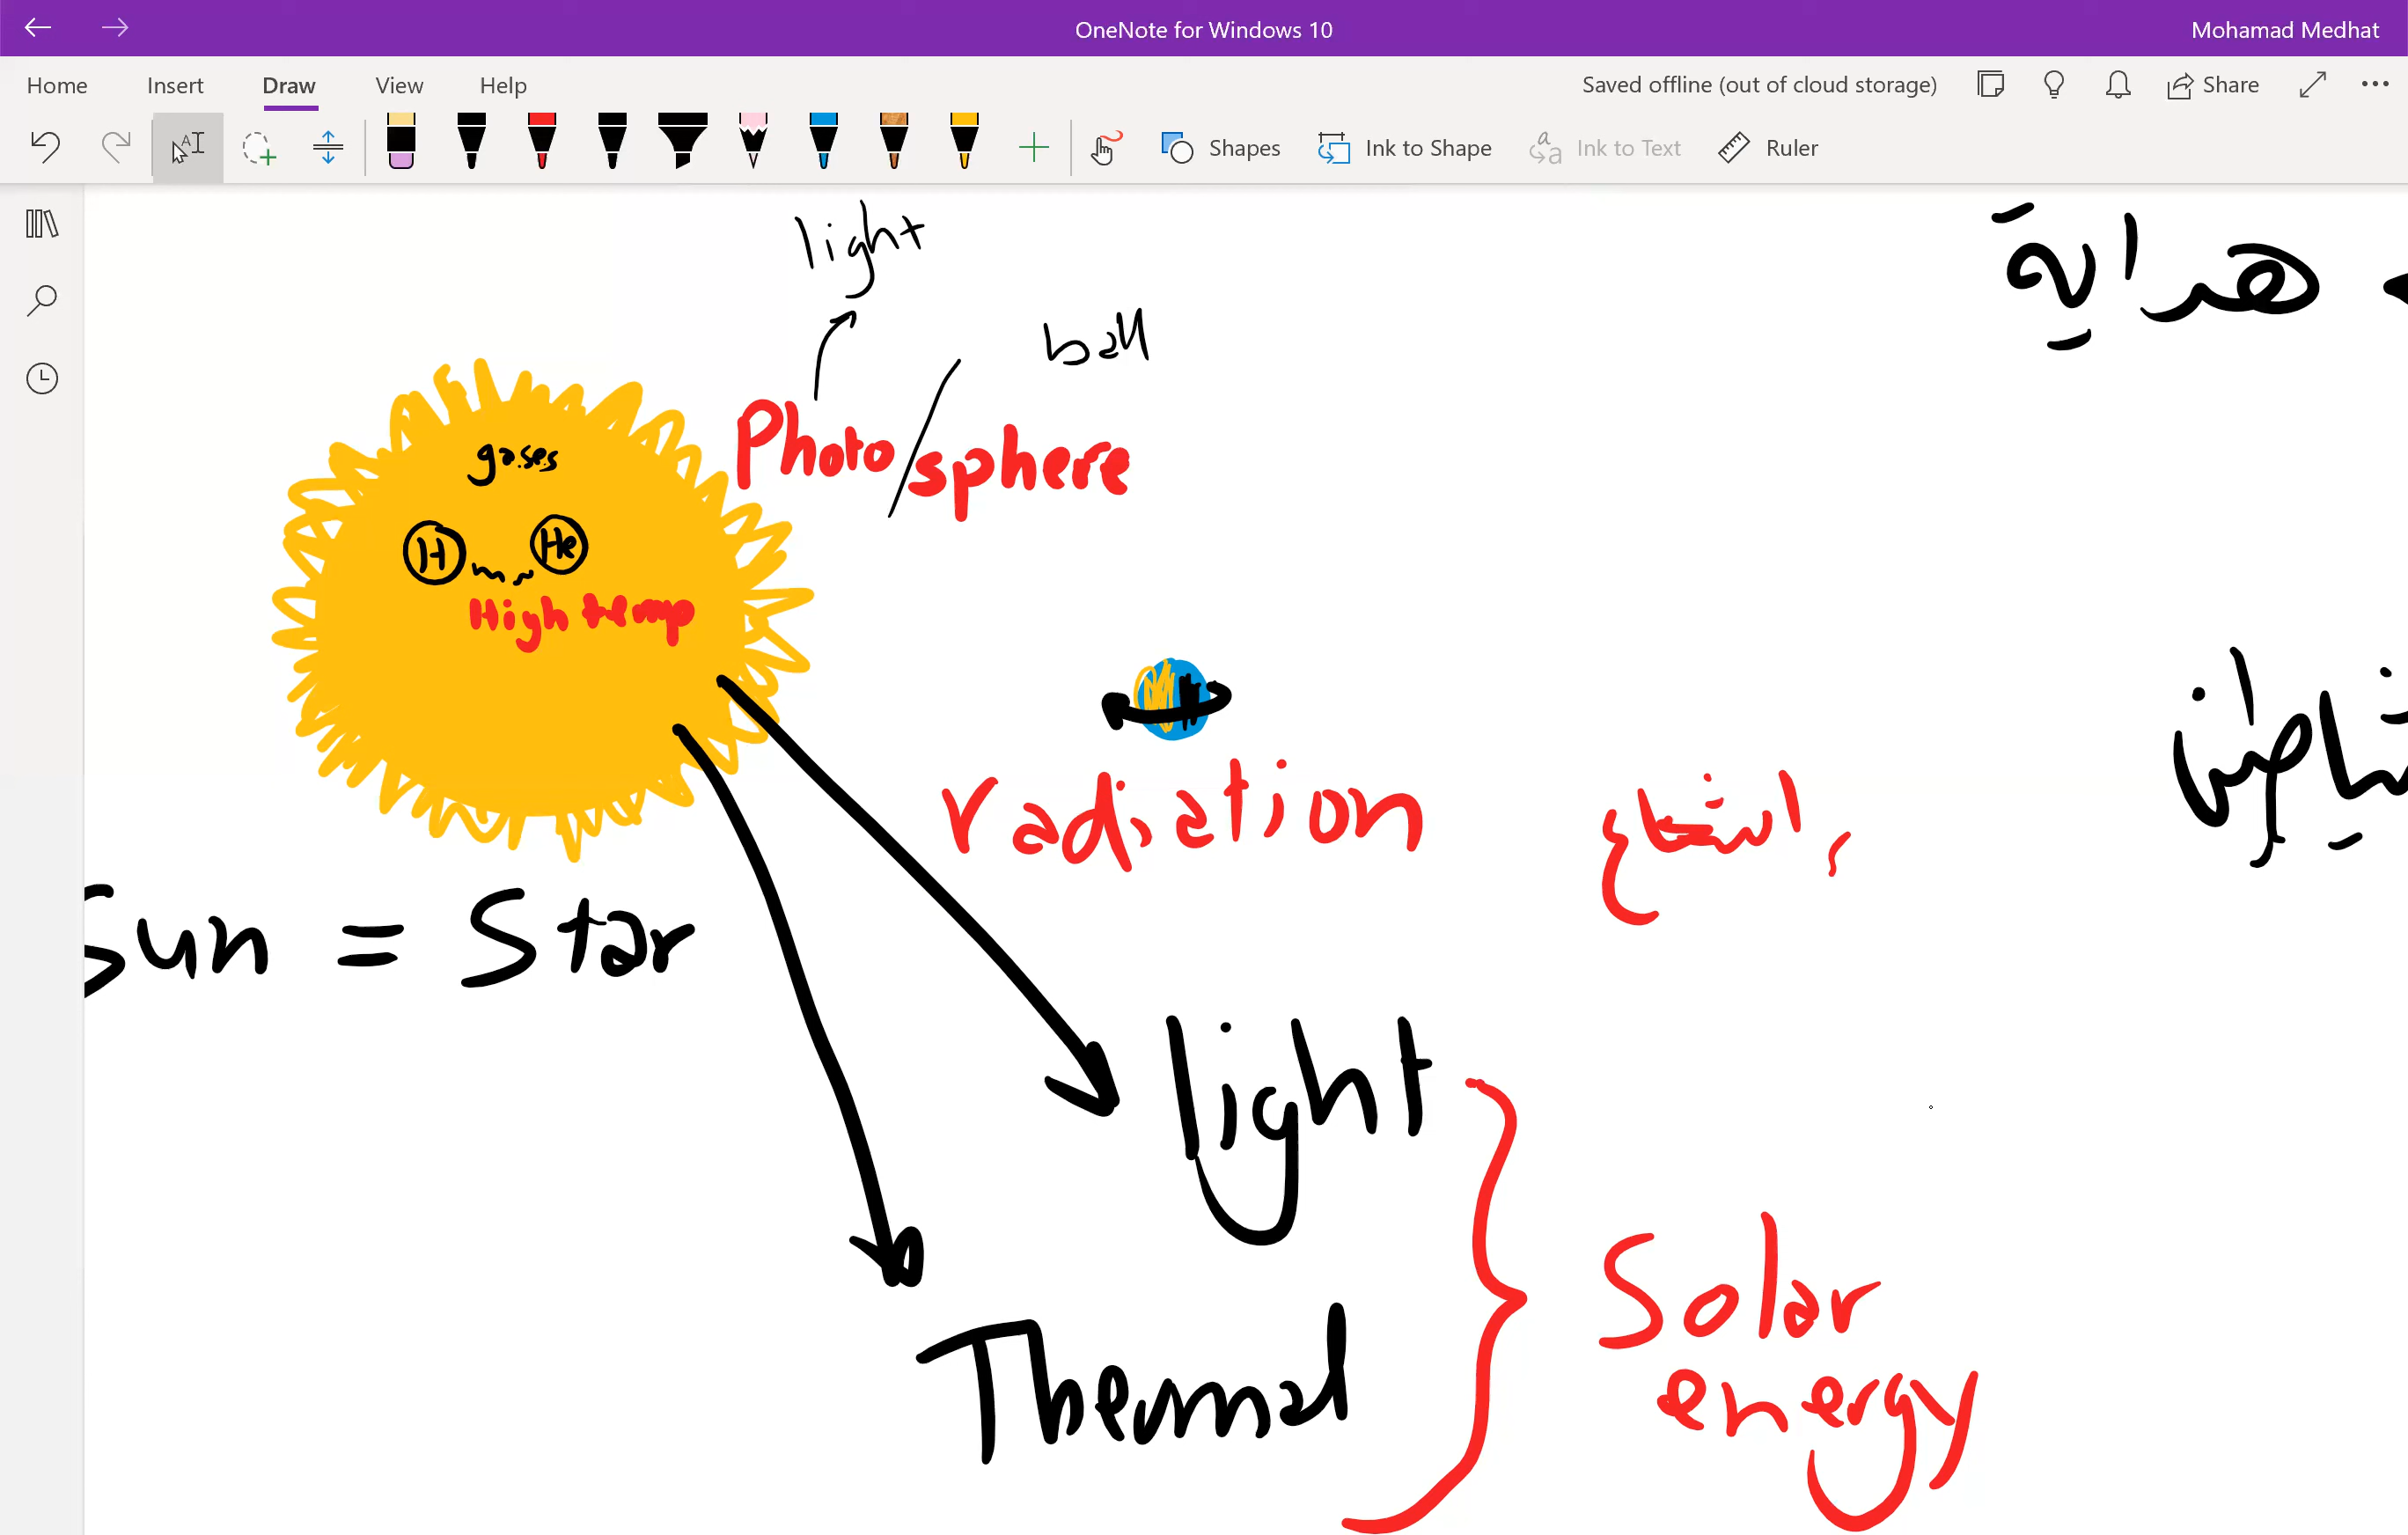 OneNote for Windows 10
Mohamad Medhat
Home Insert Draw View Help
Saved offline (out of cloud storage)
Share
Shapes
Ink to Shape
Ink to Text
Ruler
light
ball
Photo/sphere
gases
H He
High temp
radiation
Sun = Star
light
Thermal
Solar
energy